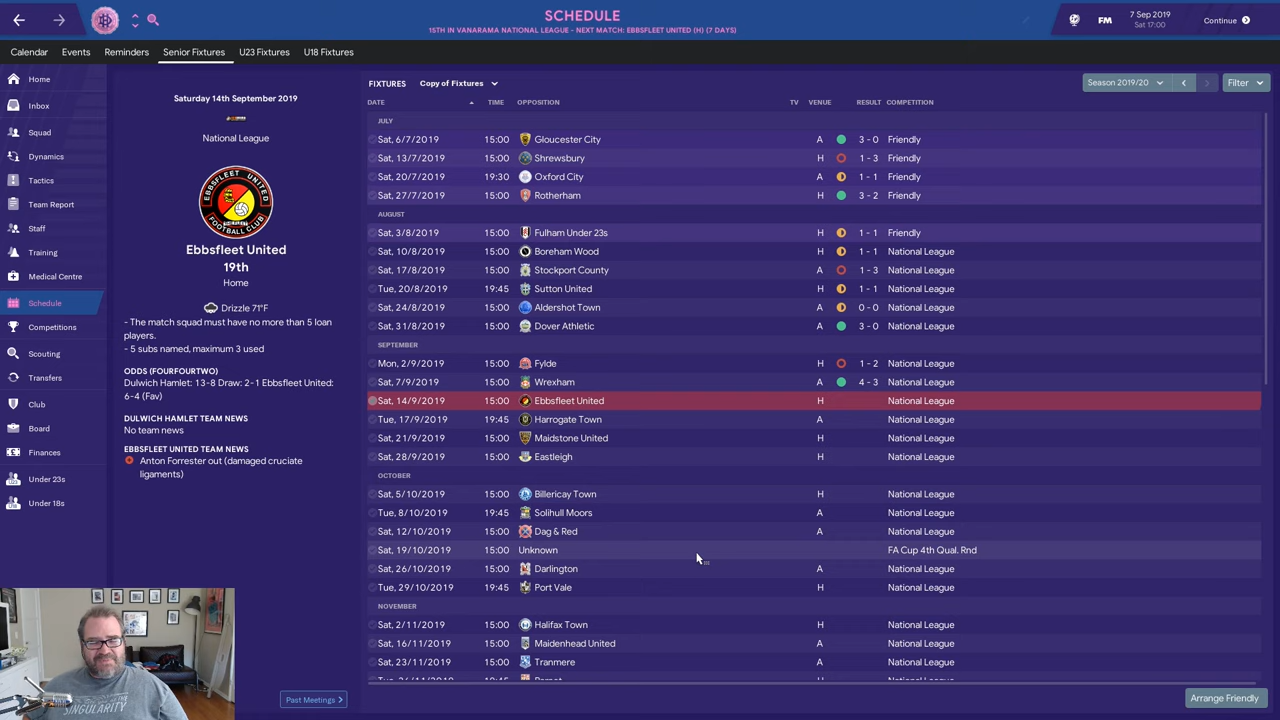 SCHEDULE
15TH IN VANARAMA NATIONAL LEAGUE - NEXT MATCH: EBBSFLEET UNITED (H) (7 DAYS)
FM
7 Sep 2019
Sat 17:00
Continue
Calendar Events Reminders Senior Fixtures U23 Fixtures U18 Fixtures
Home
Inbox
Squad
Dynamics
Tactics
Team Report
Staff
Training
Medical Centre
Schedule
Competitions
Scouting
Transfers
Club
Board
Finances
Under 23s
Under 18s
Saturday 14th September 2019
National League
EBBSFLEET UNITED
FOOTBALL CLUB
Ebbsfleet United
19th
Home
Drizzle 71°F
- The match squad must have no more than 5 loan
players.
- 5 subs named, maximum 3 used
ODDS (FOURFOURTWO)
Dulwich Hamlet: 13-8 Draw: 2-1 Ebbsfleet United:
6-4 (Fav)
DULWICH HAMLET TEAM NEWS
No team news
EBBSFLEET UNITED TEAM NEWS
Anton Forrester out (damaged cruciate
ligaments)
Past Meetings
FIXTURES Copy of Fixtures
Season 2019/20
Filter
DATE TIME OPPOSITION TV VENUE RESULT COMPETITION
JULY
Sat, 6/7/2019 15:00 Gloucester City A 3 - 0 Friendly
Sat, 13/7/2019 15:00 Shrewsbury H 1 - 3 Friendly
Sat, 20/7/2019 19:30 Oxford City A 1 - 1 Friendly
Sat, 27/7/2019 15:00 Rotherham H 3 - 2 Friendly
AUGUST
Sat, 3/8/2019 15:00 Fulham Under 23s H 1 - 1 Friendly
Sat, 10/8/2019 15:00 Boreham Wood H 1 - 1 National League
Sat, 17/8/2019 15:00 Stockport County A 1 - 3 National League
Tue, 20/8/2019 19:45 Sutton United H 1 - 1 National League
Sat, 24/8/2019 15:00 Aldershot Town A 0 - 0 National League
Sat, 31/8/2019 15:00 Dover Athletic A 3 - 0 National League
SEPTEMBER
Mon, 2/9/2019 15:00 Fylde H 1 - 2 National League
Sat, 7/9/2019 15:00 Wrexham A 4 - 3 National League
Sat, 14/9/2019 15:00 Ebbsfleet United H National League
Tue, 17/9/2019 19:45 Harrogate Town A National League
Sat, 21/9/2019 15:00 Maidstone United H National League
Sat, 28/9/2019 15:00 Eastleigh H National League
OCTOBER
Sat, 5/10/2019 15:00 Billericay Town H National League
Tue, 8/10/2019 19:45 Solihull Moors A National League
Sat, 12/10/2019 15:00 Dag & Red A National League
Sat, 19/10/2019 15:00 Unknown FA Cup 4th Qual. Rnd
Sat, 26/10/2019 15:00 Darlington A National League
Tue, 29/10/2019 19:45 Port Vale H National League
NOVEMBER
Sat, 2/11/2019 15:00 Halifax Town H National League
Sat, 16/11/2019 15:00 Maidenhead United A National League
Sat, 23/11/2019 15:00 Tranmere A National League
Arrange Friendly
SINGULARITY